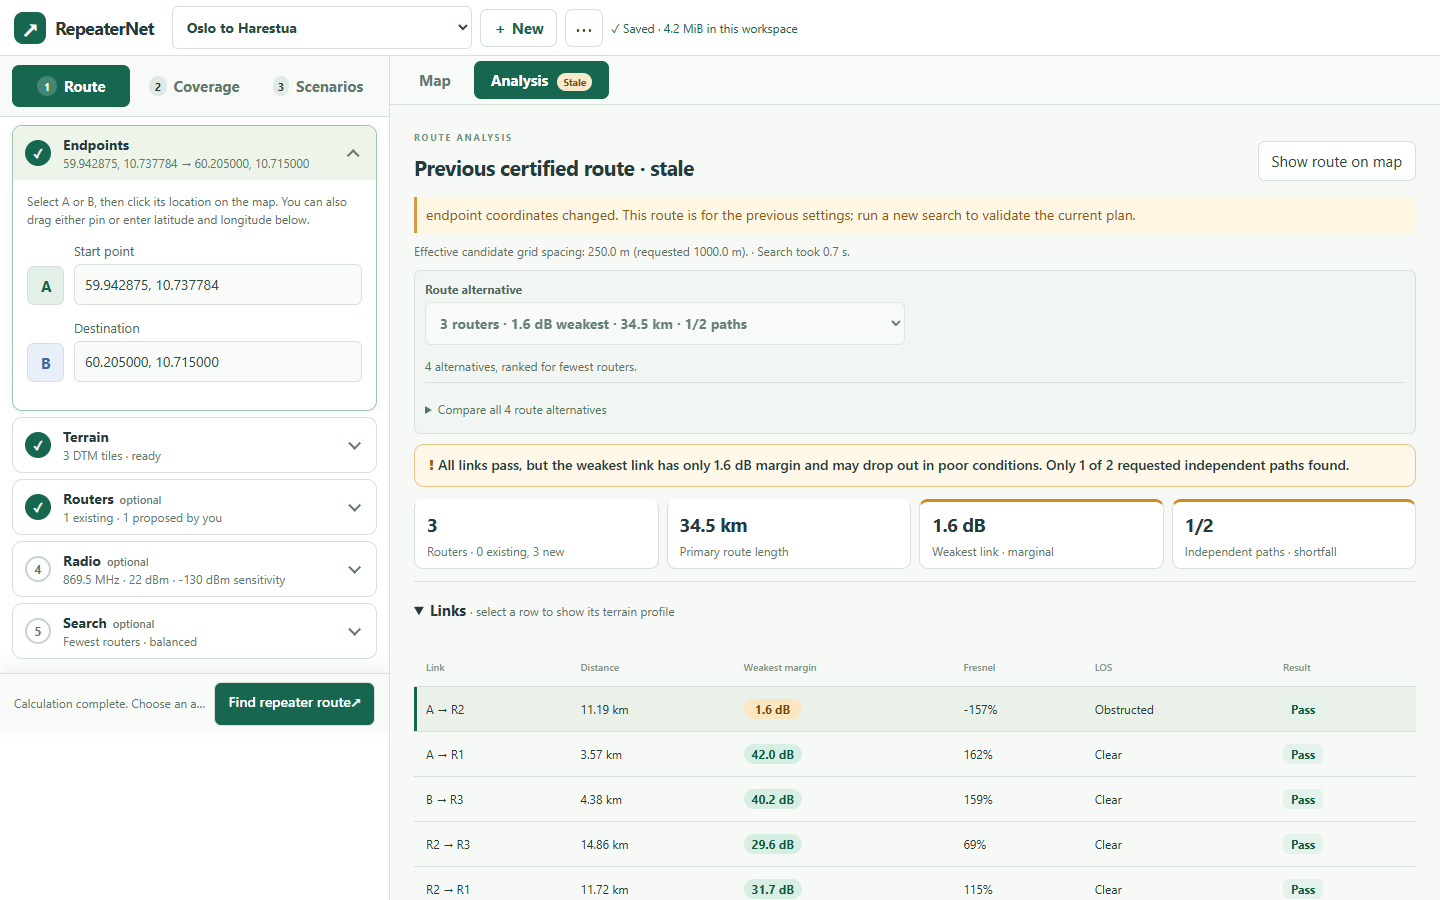 ↗ RepeaterNet
Oslo to Harestua
+ New
...
✓ Saved · 4.2 MiB in this workspace
1 Route
2 Coverage
3 Scenarios
Map
Analysis Stale
Endpoints
59.942875, 10.737784 → 60.205000, 10.715000
Select A or B, then click its location on the map. You can also
drag either pin or enter latitude and longitude below.
Start point
A
59.942875, 10.737784
Destination
B
60.205000, 10.715000
Terrain
3 DTM tiles · ready
Routers optional
1 existing · 1 proposed by you
4
Radio optional
869.5 MHz · 22 dBm · -130 dBm sensitivity
5
Search optional
Fewest routers · balanced
Calculation complete. Choose an a...
Find repeater route↗
ROUTE ANALYSIS
Previous certified route · stale
Show route on map
endpoint coordinates changed. This route is for the previous settings; run a new search to validate the current plan.
Effective candidate grid spacing: 250.0 m (requested 1000.0 m). · Search took 0.7 s.
Route alternative
3 routers · 1.6 dB weakest · 34.5 km · 1/2 paths
4 alternatives, ranked for fewest routers.
▶ Compare all 4 route alternatives
! All links pass, but the weakest link has only 1.6 dB margin and may drop out in poor conditions. Only 1 of 2 requested independent paths found.
3
Routers · 0 existing, 3 new
34.5 km
Primary route length
1.6 dB
Weakest link · marginal
1/2
Independent paths · shortfall
▼ Links · select a row to show its terrain profile
Link Distance Weakest margin Fresnel LOS Result
A → R2 11.19 km 1.6 dB -157% Obstructed Pass
A → R1 3.57 km 42.0 dB 162% Clear Pass
B → R3 4.38 km 40.2 dB 159% Clear Pass
R2 → R3 14.86 km 29.6 dB 69% Clear Pass
R2 → R1 11.72 km 31.7 dB 115% Clear Pass